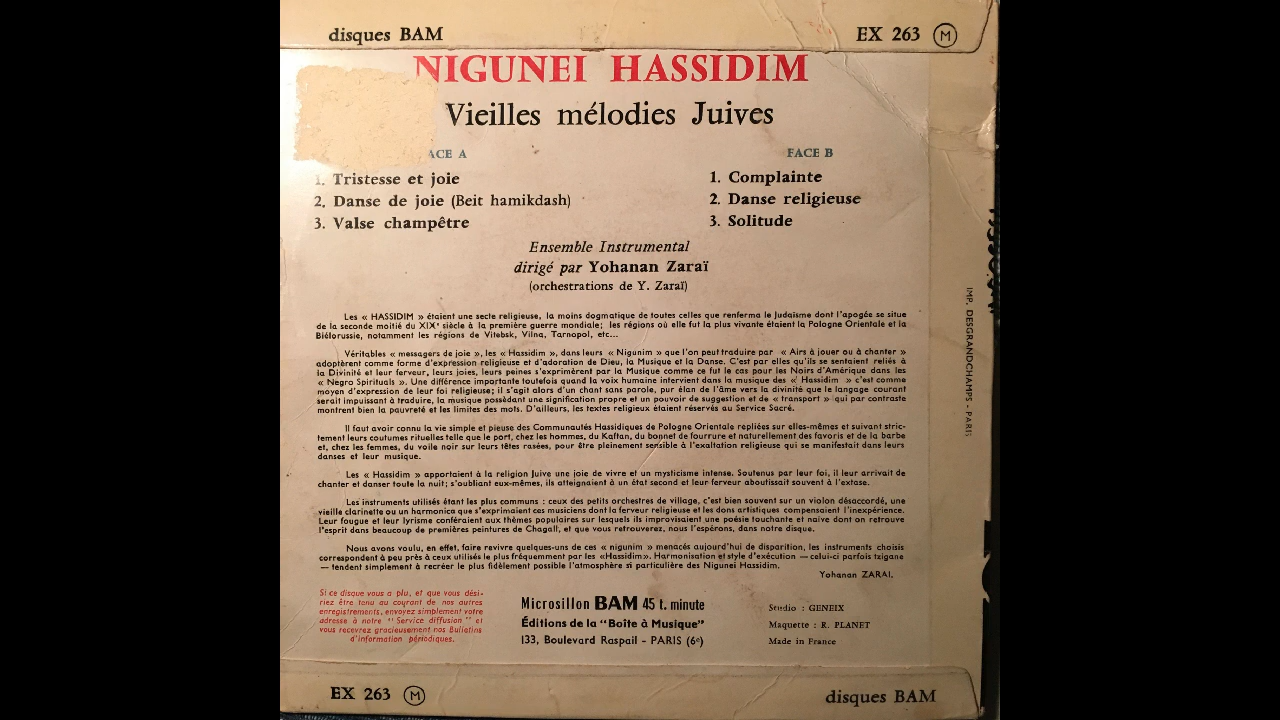 disques BAM
EX 263 M
NIGUNEI HASSIDIM
Vieilles mélodies Juives
ACE A
1. Tristesse et joie
2. Danse de joie (Beit hamikdash)
3. Valse champêtre
FACE B
1. Complainte
2. Danse religieuse
3. Solitude
Ensemble Instrumental
dirigé par Yohanan Zaraï
(orchestrations de Y. Zaraï)
Les « HASSIDIM » étaient une secte religieuse, la moins dogmatique de toutes celles que renferma le Judaïsme dont l'apogée se situe
de la seconde moitié du XIXe siècle à la première guerre mondiale; les régions où elle fut la plus vivante étaient la Pologne Orientale et la
Biélorussie, notamment les régions de Vitebsk, Vilna, Tarnopol, etc...
Véritables « messagers de joie », les « Hassidim », dans leurs « Nigunim » que l'on peut traduire par « Airs à jouer ou à chanter »
adoptèrent comme forme d'expression religieuse et d'adoration de Dieu, la Musique et la Danse. C'est par elles qu'ils se sentaient reliés à
la Divinité et leur ferveur, leurs joies, leurs peines s'exprimèrent par la Musique comme ce fut le cas pour les Noirs d'Amérique dans les
« Negro Spirituals ». Une différence importante toutefois quand la voix humaine intervient dans la musique des « Hassidim » c'est comme
moyen d'expression de leur foi religieuse; il s'agit alors d'un chant sans parole, pur élan de l'âme vers la divinité que le langage courant
serait impuissant à traduire, la musique possèdant une signification propre et un pouvoir de suggestion et de « transport » qui par contraste
montrent bien la pauvreté et les limites des mots. D'ailleurs, les textes religieux étaient réservés au Service Sacré.
Il faut avoir connu la vie simple et pieuse des Communautés Hassidiques de Pologne Orientale repliées sur elles-mêmes et suivant stric-
tement leurs coutumes rituelles telle que le port, chez les hommes, du Kaftan, du bonnet de fourrure et naturellement des favoris et de la barbe
et, chez les femmes, du voile noir sur leurs têtes rasées, pour être pleinement sensible à l'exaltation religieuse qui se manifestait dans leurs
danses et leur musique.
Les « Hassidim » apportaient à la religion Juive une joie de vivre et un mysticisme intense. Soutenus par leur foi, il leur arrivait de
chanter et danser toute la nuit; s'oubliant eux-mêmes, ils atteignaient à un état second et leur ferveur aboutissait souvent à l'extase.
Les instruments utilisés étant les plus communs : ceux des petits orchestres de village, c'est bien souvent sur un violon désaccordé, une
vieille clarinette ou un harmonica que s'exprimaient ces musiciens dont la ferveur religieuse et les dons artistiques compensaient l'inexpérience.
Leur fougue et leur lyrisme conféraient aux thèmes populaires sur lesquels ils improvisaient une poésie touchante et naive dont on retrouve
l'esprit dans beaucoup de premières peintures de Chagall, et que vous retrouverez, nous l'espérons, dans notre disque.
Nous avons voulu, en effet, faire revivre quelques-uns de ces « nigunim » menacés aujourd'hui de disparition, les instruments choisis
correspondent à peu près à ceux utilisés le plus fréquemment par les «Hassidim». Harmonisation et style d'exécution — celui-ci parfois tzigane
— tendent simplement à recréer le plus fidèlement possible l'atmosphère si particulière des Nigunei Hassidim.
Yohanan ZARAI.
Si ce disque vous a plu, et que vous dési-
riez être tenu au courant de nos autres
enregistrements, envoyez simplement votre
adresse à notre "Service diffusion" et
vous recevrez gracieusement nos Bulletins
d'information périodiques.
Microsillon BAM 45 t. minute
Éditions de la "Boîte à Musique"
133, Boulevard Raspail - PARIS (6e)
Studio : GENEIX
Maquette : R. PLANET
Made in France
IMP. DESGRANDCHAMPS - PARIS
EX 263 M
disques BAM